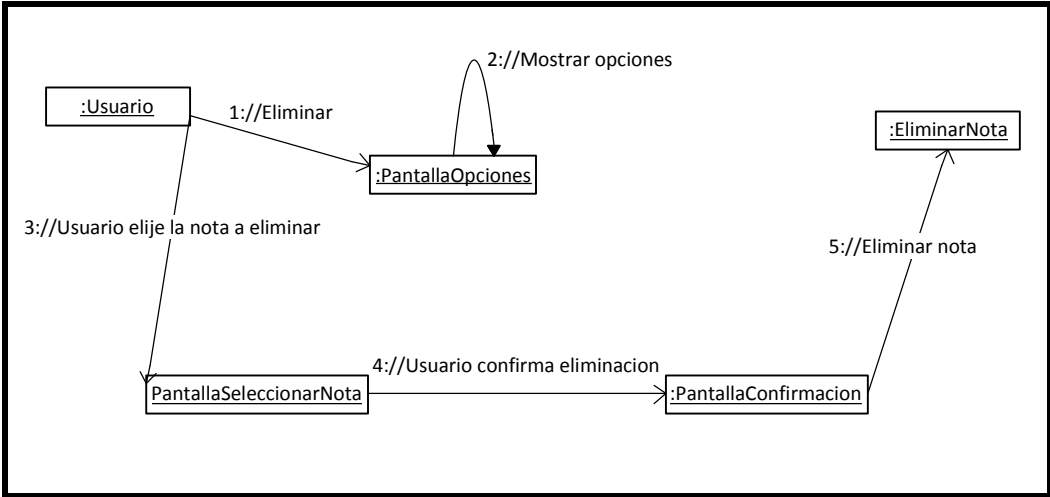 2://Mostrar opciones
:Usuario
1://Eliminar
:EliminarNota
:PantallaOpciones
3://Usuario elije la nota a eliminar
5://Eliminar nota
4://Usuario confirma eliminacion
PantallaSeleccionarNota
:PantallaConfirmacion